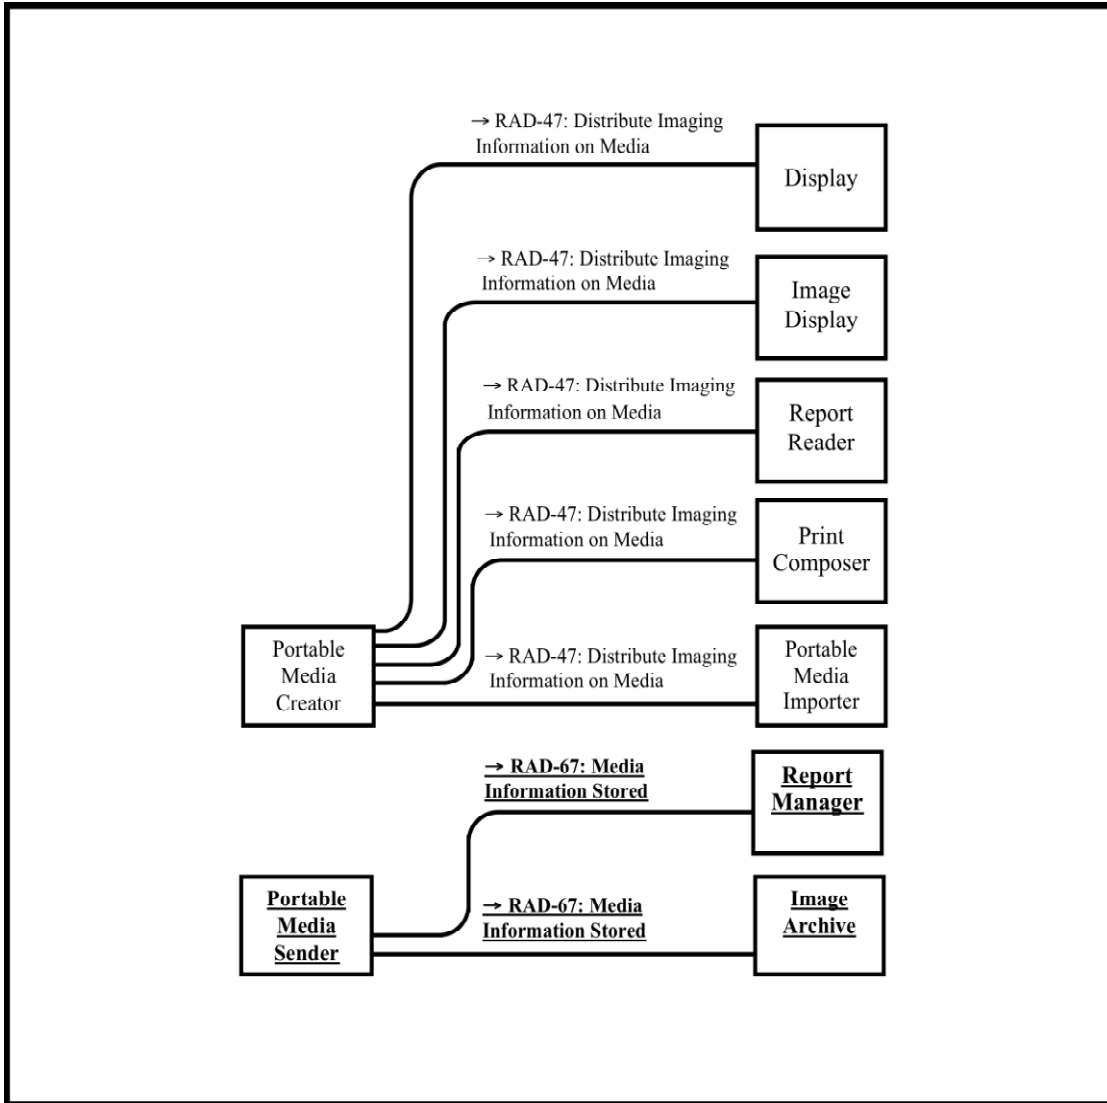 → RAD-47: Distribute Imaging
Information on Media
Display
→ RAD-47: Distribute Imaging
Information on Media
Image
Display
→ RAD-47: Distribute Imaging
Information on Media
Report
Reader
→ RAD-47: Distribute Imaging
Information on Media
Print
Composer
Portable
Media
Creator
→ RAD-47: Distribute Imaging
Information on Media
Portable
Media
Importer
→ RAD-67: Media
Information Stored
Report
Manager
Portable
Media
Sender
→ RAD-67: Media
Information Stored
Image
Archive